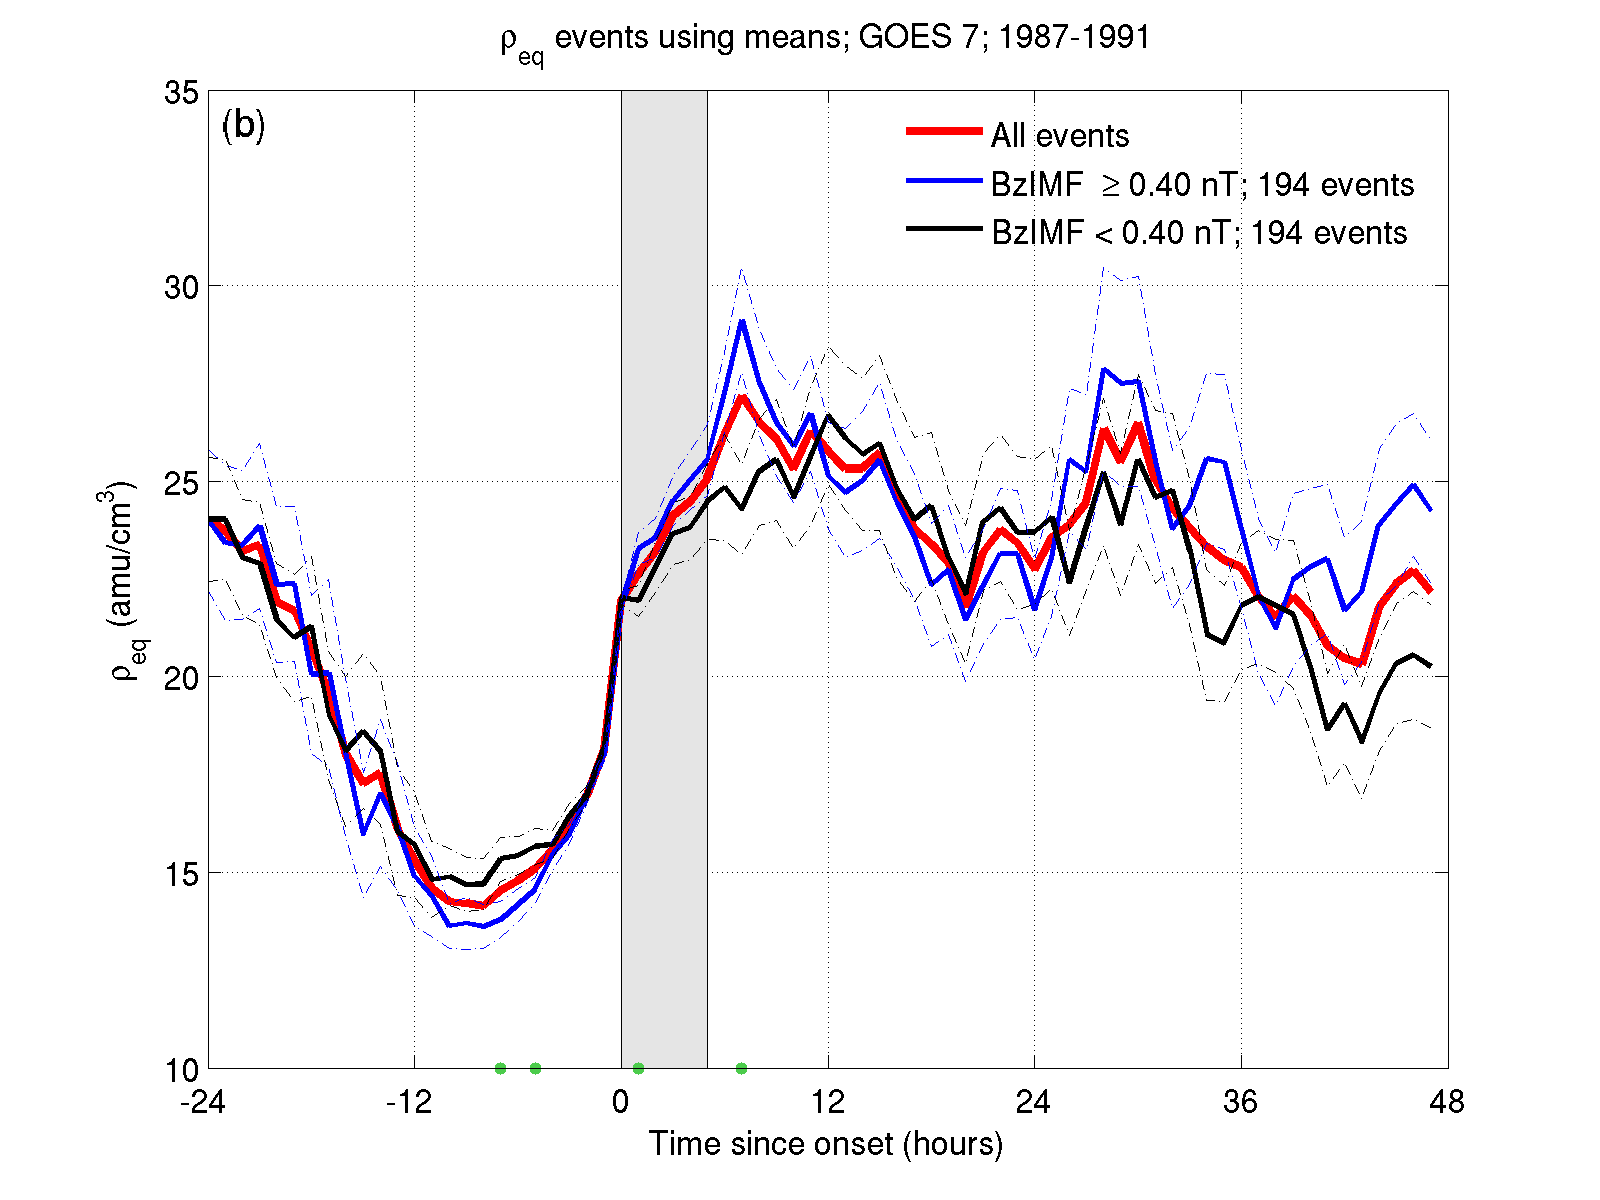 ρeq events using means; GOES 7; 1987-1991
(b)
All events
BzIMF ≥ 0.40 nT; 194 events
BzIMF < 0.40 nT; 194 events
ρeq (amu/cm³)
35
30
25
20
15
10
-24 -12 0 12 24 36 48
Time since onset (hours)